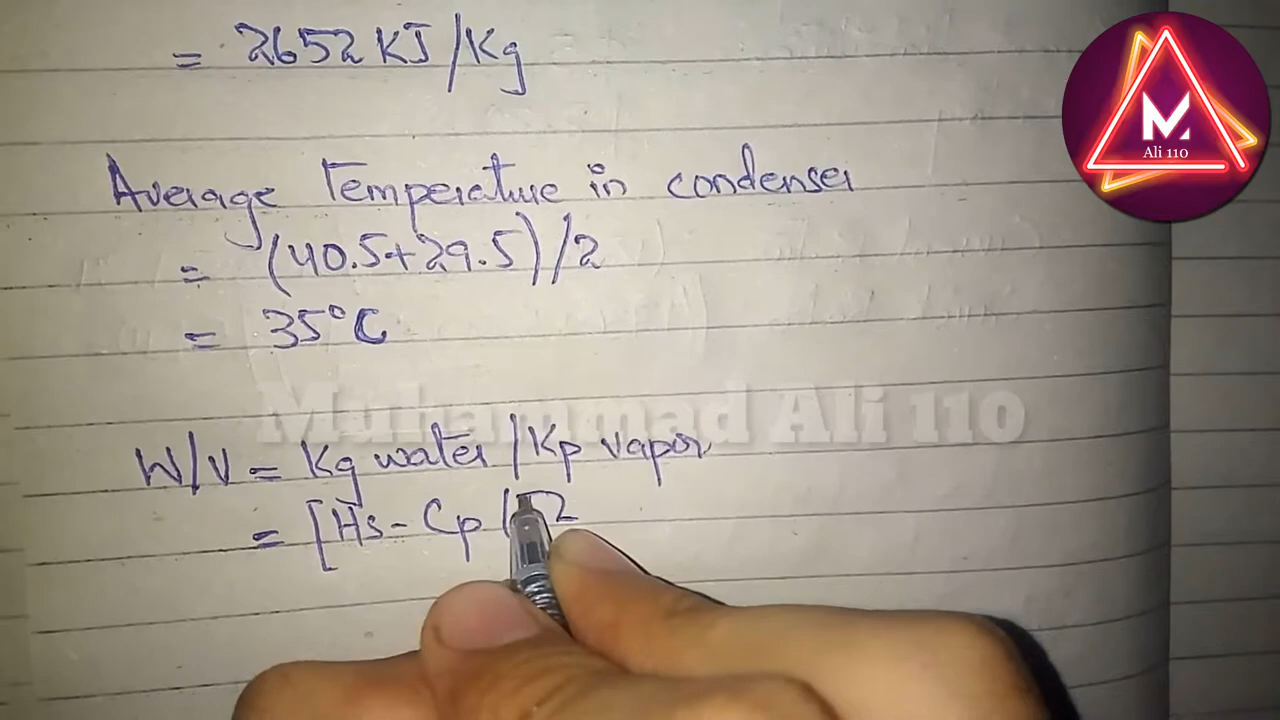 = 2652 KJ/Kg
Average Temperature in condenser
= (40.5+29.5)/2
= 35°C
Muhammad Ali 110
W/V = Kg water /Kp vapor
= [Hs - Cp (T2
M.
Ali 110